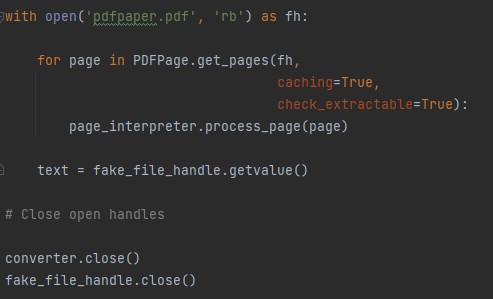 with open('pdfpaper.pdf', 'rb') as fh:
for page in PDFPage.get_pages(fh,
caching=True,
check_extractable=True):
page_interpreter.process_page(page)
text = fake_file_handle.getvalue()
# Close open handles
converter.close()
fake_file_handle.close()